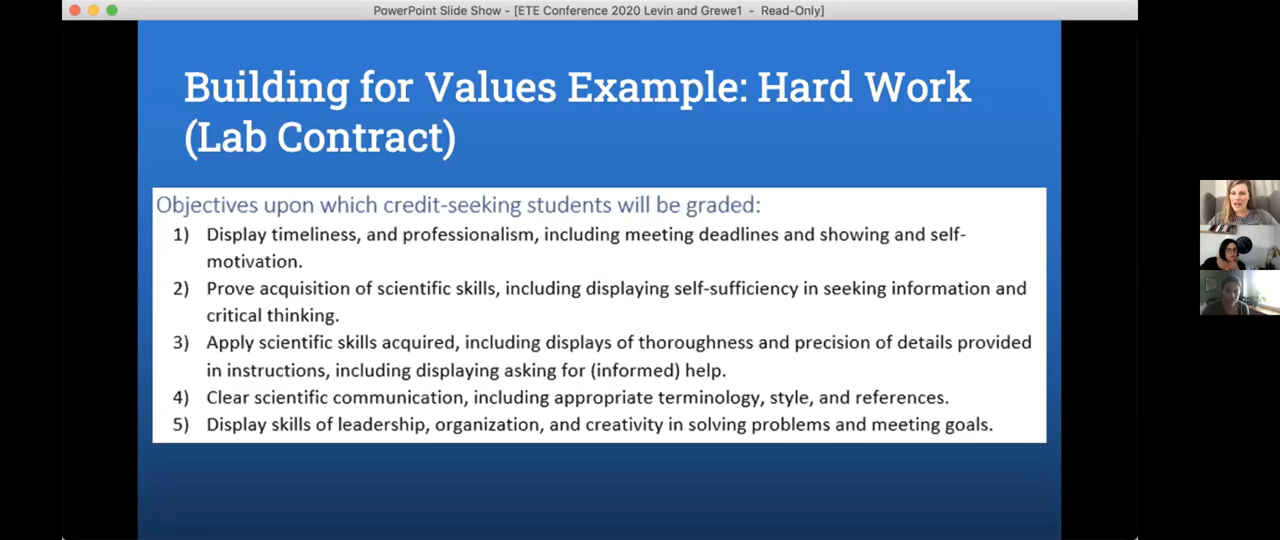 PowerPoint Slide Show - [ETE Conference 2020 Levin and Grewe1 - Read-Only]
Building for Values Example: Hard Work
(Lab Contract)
Objectives upon which credit-seeking students will be graded:
1) Display timeliness, and professionalism, including meeting deadlines and showing and self-
motivation.
2) Prove acquisition of scientific skills, including displaying self-sufficiency in seeking information and
critical thinking.
3) Apply scientific skills acquired, including displays of thoroughness and precision of details provided
in instructions, including displaying asking for (informed) help.
4) Clear scientific communication, including appropriate terminology, style, and references.
5) Display skills of leadership, organization, and creativity in solving problems and meeting goals.